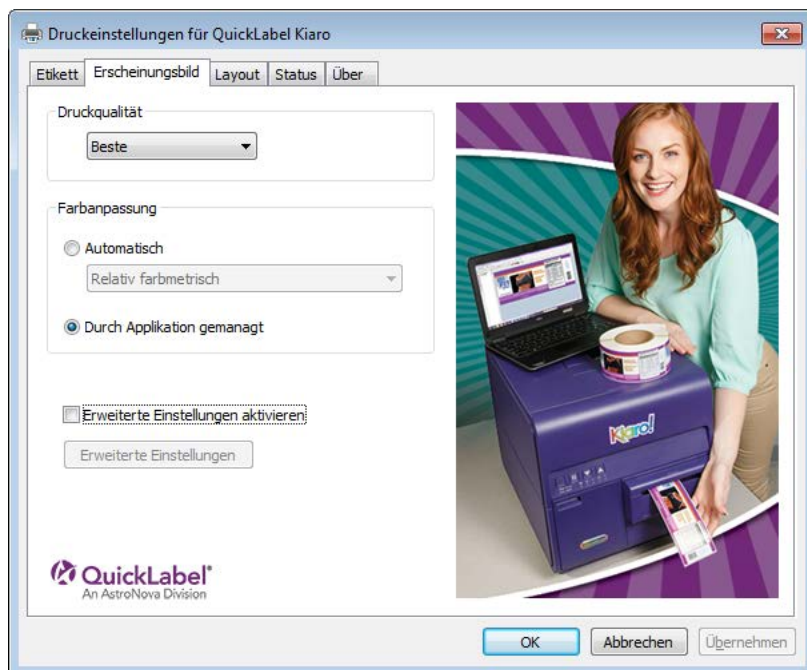 Druckeinstellungen für QuickLabel Kiaro
Etikett Erscheinungsbild Layout Status Über
Druckqualität
Beste
Farbanpassung
Automatisch
Relativ farbmetrisch
Durch Applikation gemanagt
Erweiterte Einstellungen aktivieren
Erweiterte Einstellungen
Kiaro!
QuickLabel®
An AstroNova Division
OK Abbrechen Übernehmen